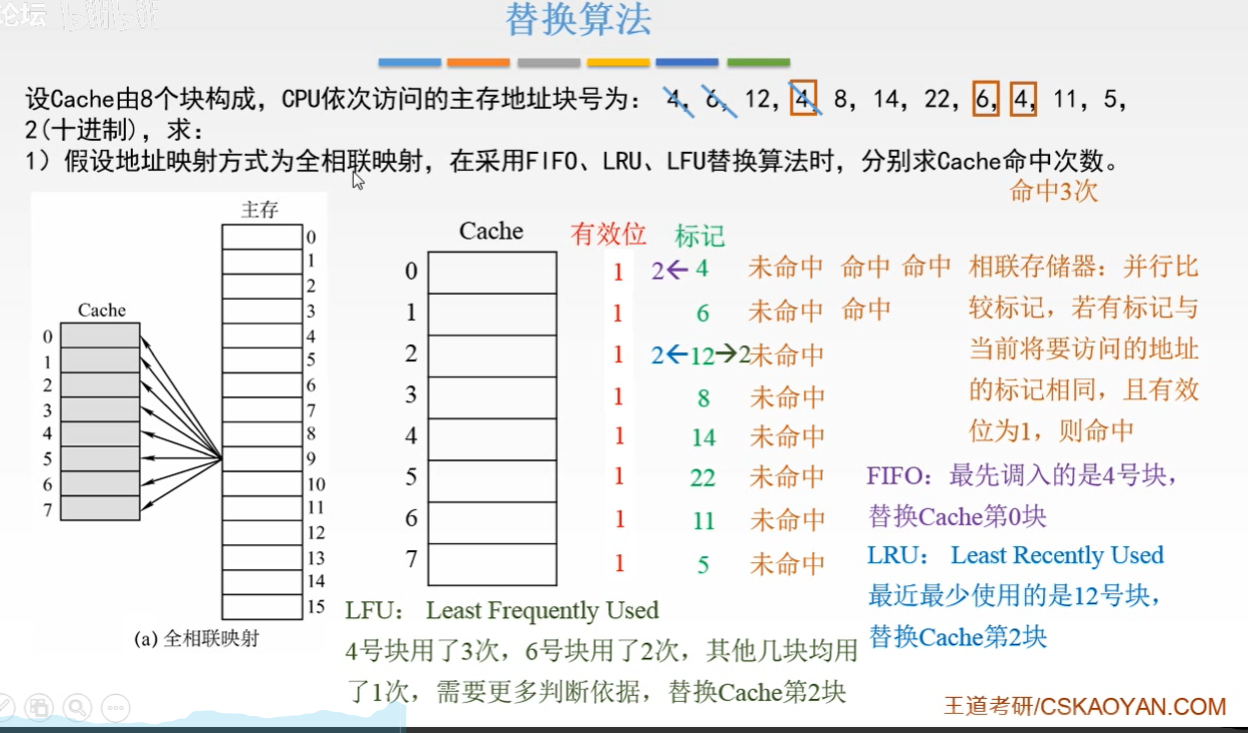 论坛
替换算法
设Cache由8个块构成，CPU依次访问的主存地址块号为： 4，6，12，4，8，14，22，6，4，11，5，
2(十进制)，求：
1）假设地址映射方式为全相联映射，在采用FIFO、LRU、LFU替换算法时，分别求Cache命中次数。
命中3次
主存
0
1
2
3
4
5
6
7
8
9
10
11
12
13
14
15
Cache
0
1
2
3
4
5
6
7
(a) 全相联映射
Cache 有效位 标记
0 1 2← 4 未命中 命中 命中
1 1 6 未命中 命中
2 1 2←12→2未命中
3 1 8 未命中
4 1 14 未命中
5 1 22 未命中
6 1 11 未命中
7 1 5 未命中
相联存储器：并行比
较标记，若有标记与
当前将要访问的地址
的标记相同，且有效
位为1，则命中
FIFO：最先调入的是4号块，
替换Cache第0块
LRU： Least Recently Used
最近最少使用的是12号块，
替换Cache第2块
LFU： Least Frequently Used
4号块用了3次，6号块用了2次，其他几块均用
了1次，需要更多判断依据，替换Cache第2块
王道考研/CSKAOYAN.COM